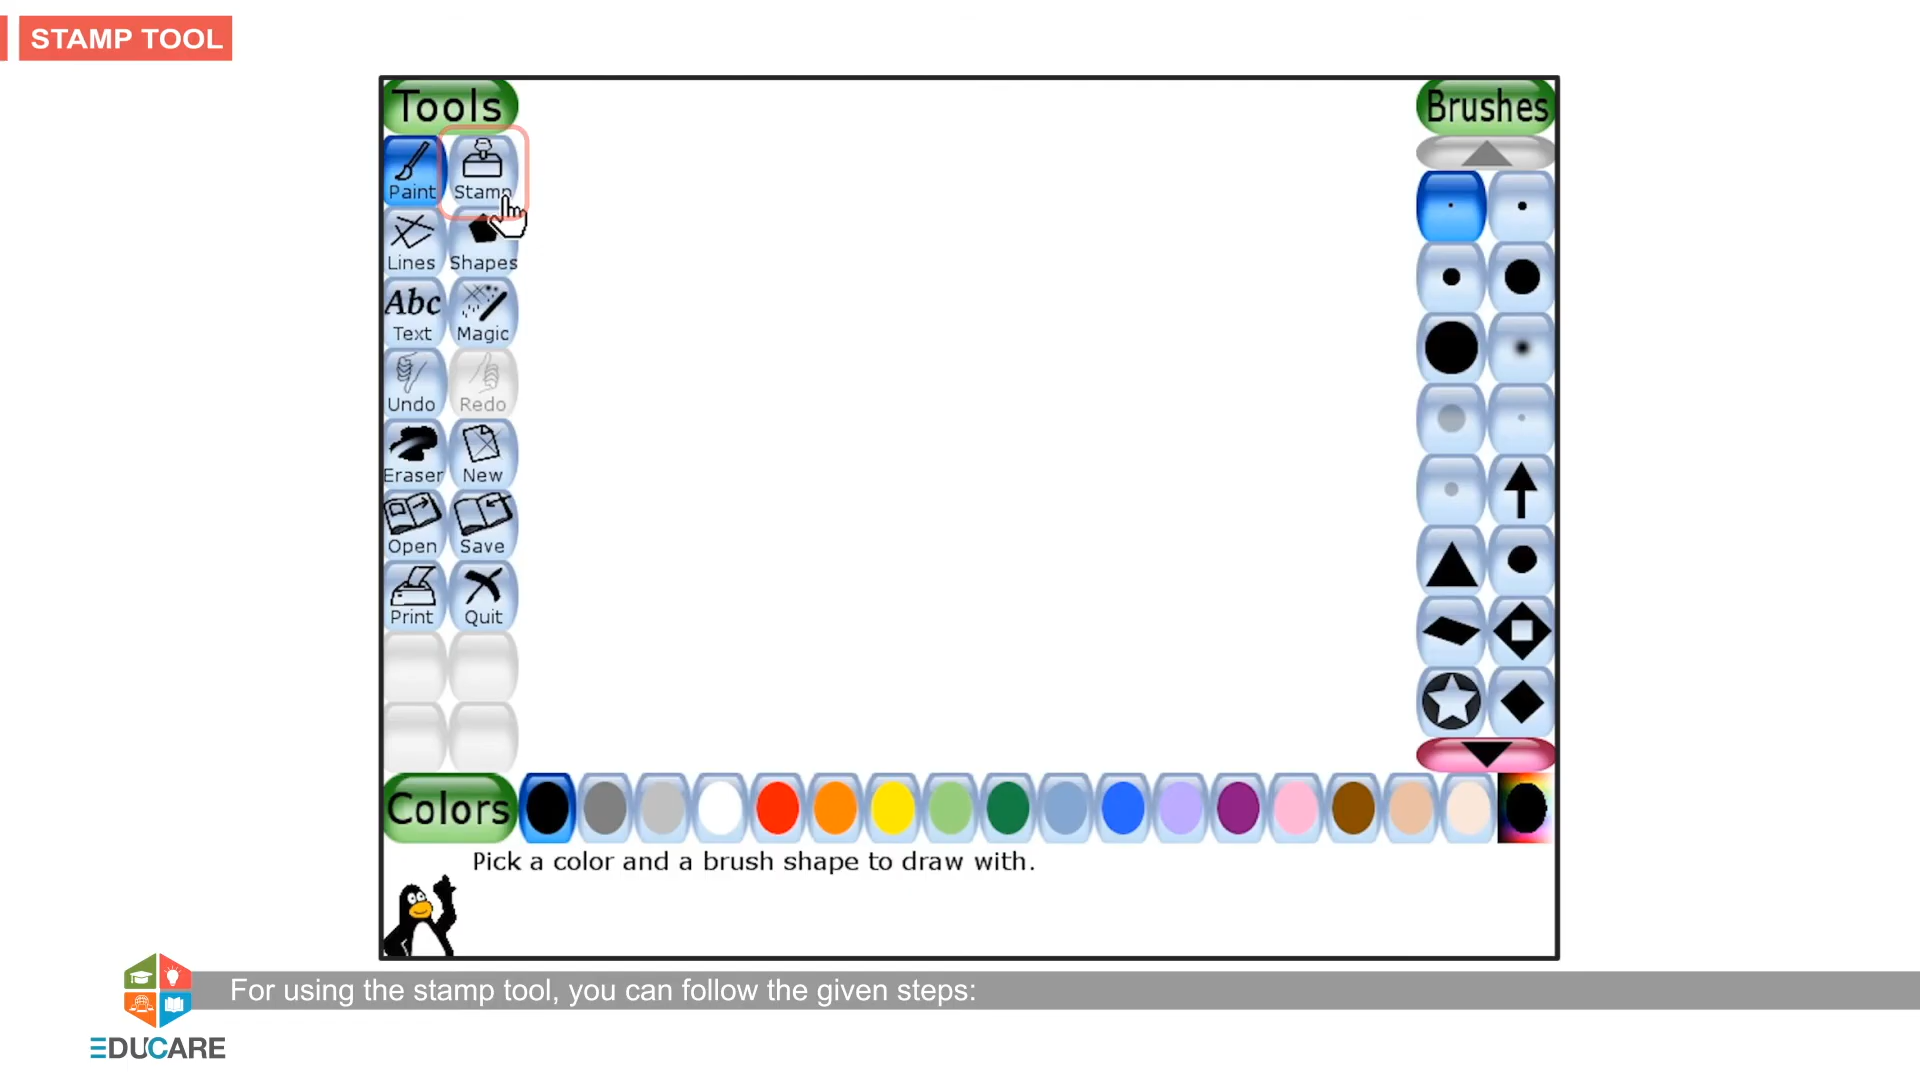 STAMP TOOL
Tools
Brushes
Paint
Stamp
Lines
Shapes
Abc
Text
Magic
Undo
Redo
Eraser
New
Open
Save
Print
Quit
Colors
Pick a color and a brush shape to draw with.
For using the stamp tool, you can follow the given steps:
EDUCARE